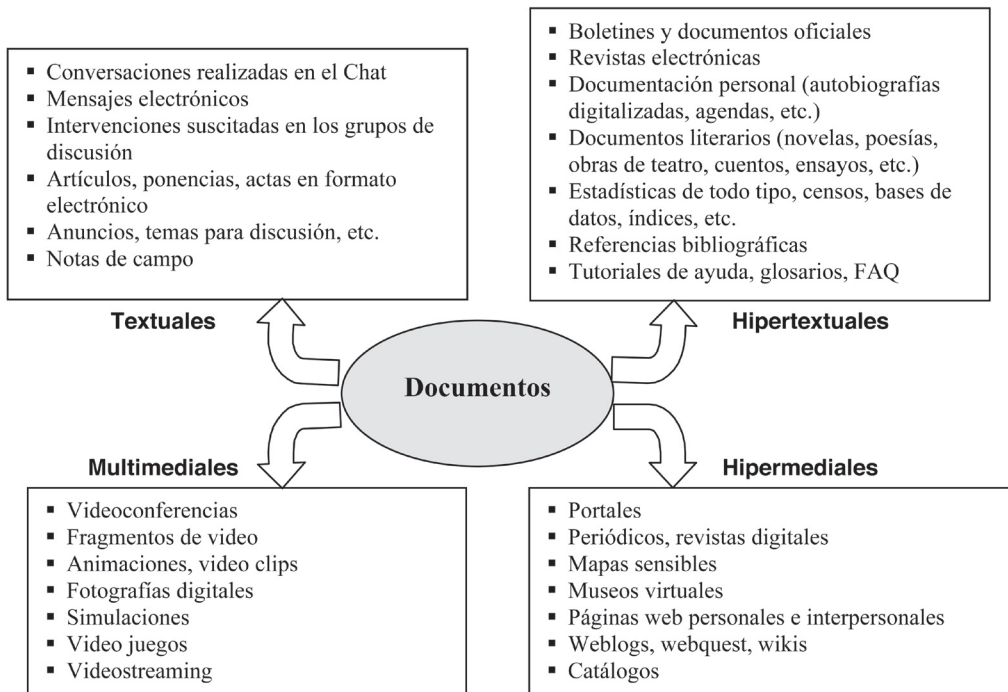 ▪ Conversaciones realizadas en el Chat
▪ Mensajes electrónicos
▪ Intervenciones suscitadas en los grupos de
discusión
▪ Artículos, ponencias, actas en formato
electrónico
▪ Anuncios, temas para discusión, etc.
▪ Notas de campo
Textuales
▪ Boletines y documentos oficiales
▪ Revistas electrónicas
▪ Documentación personal (autobiografías
digitalizadas, agendas, etc.)
▪ Documentos literarios (novelas, poesías,
obras de teatro, cuentos, ensayos, etc.)
▪ Estadísticas de todo tipo, censos, bases de
datos, índices, etc.
▪ Referencias bibliográficas
▪ Tutoriales de ayuda, glosarios, FAQ
Hipertextuales
Documentos
Multimediales
▪ Videoconferencias
▪ Fragmentos de video
▪ Animaciones, video clips
▪ Fotografías digitales
▪ Simulaciones
▪ Video juegos
▪ Videostreaming
Hipermediales
▪ Portales
▪ Periódicos, revistas digitales
▪ Mapas sensibles
▪ Museos virtuales
▪ Páginas web personales e interpersonales
▪ Weblogs, webquest, wikis
▪ Catálogos